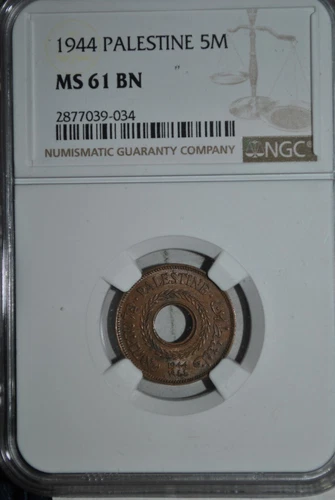 1944 PALESTINE 5M
MS 61 BN
2877039-034
NUMISMATIC GUARANTY COMPANY
NGC
PALESTINE